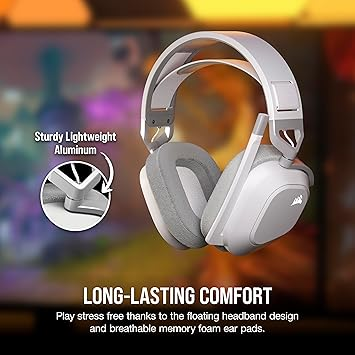 Sturdy Lightweight
Aluminum
LONG-LASTING COMFORT
Play stress free thanks to the floating headband design
and breathable memory foam ear pads.